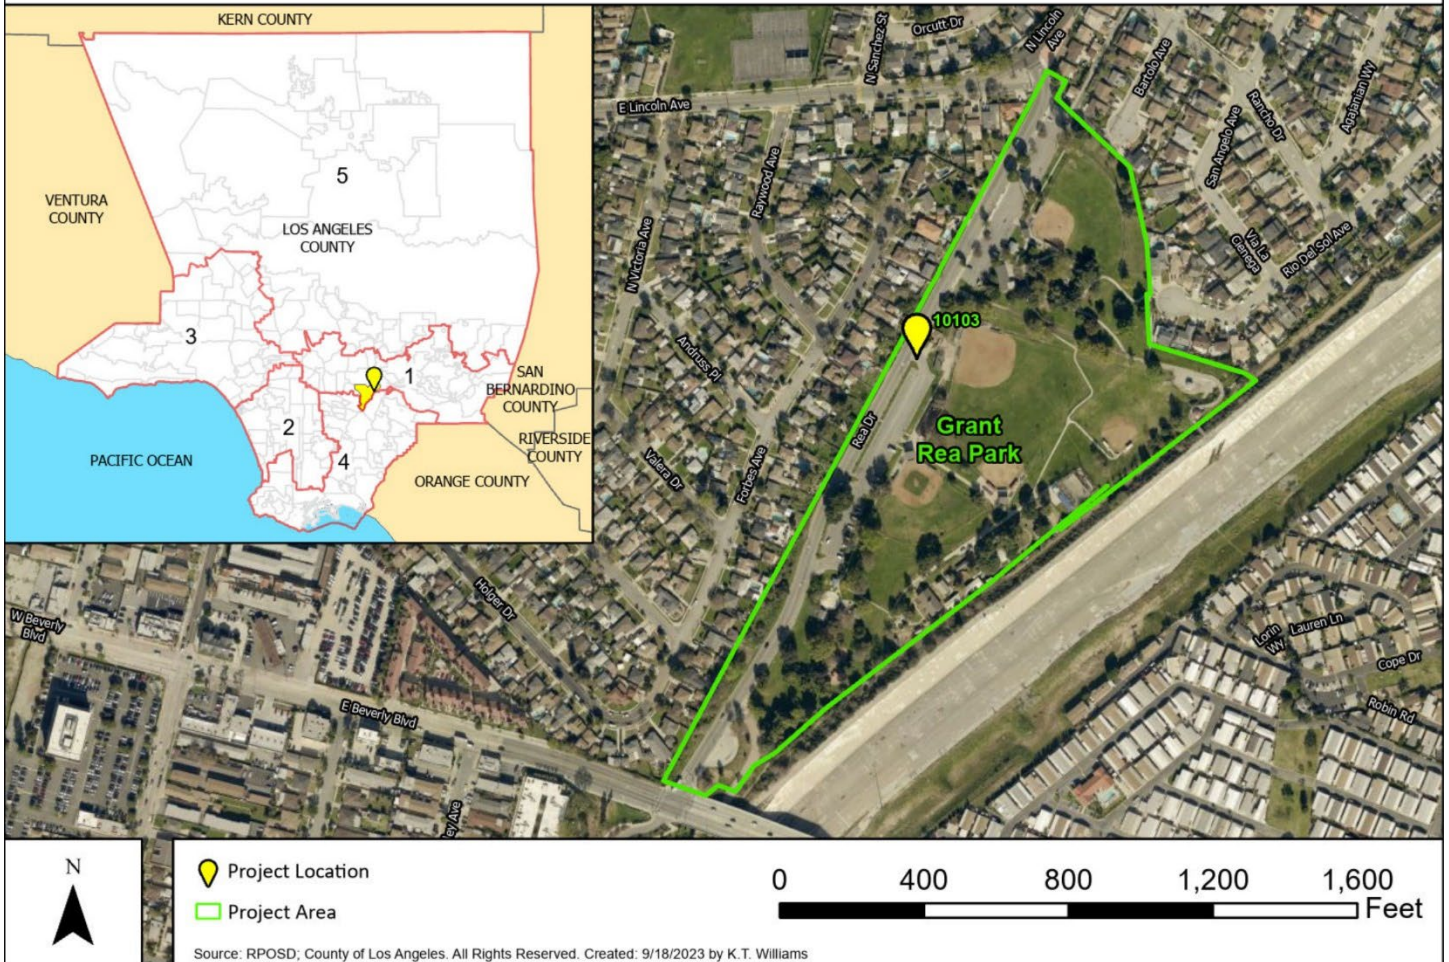 KERN COUNTY
5
VENTURA
COUNTY
LOS ANGELES
COUNTY
3
1
SAN
BERNARDINO
COUNTY
2
RIVERSIDE
COUNTY
4
PACIFIC OCEAN
ORANGE COUNTY
N Sanchez St
Orcutt Dr
N Lincoln
Ave
Bartolo Ave
E Lincoln Ave
Rancho Dr
Agajanian Wy
San Angelo Ave
Raywood Ave
N Victoria Ave
Via La
Cienega
Rio Del Sol Ave
10103
Andruss Pl
Rea Dr
Grant
Rea Park
Valera Dr
Forbes Ave
Holger Dr
W Beverly
Blvd
E Beverly Blvd
Lorin
Wy
Lauren Ln
Cope Dr
Robin Rd
ley Ave
N
Project Location
Project Area
0 400 800 1,200 1,600
Feet
Source: RPOSD; County of Los Angeles. All Rights Reserved. Created: 9/18/2023 by K.T. Williams